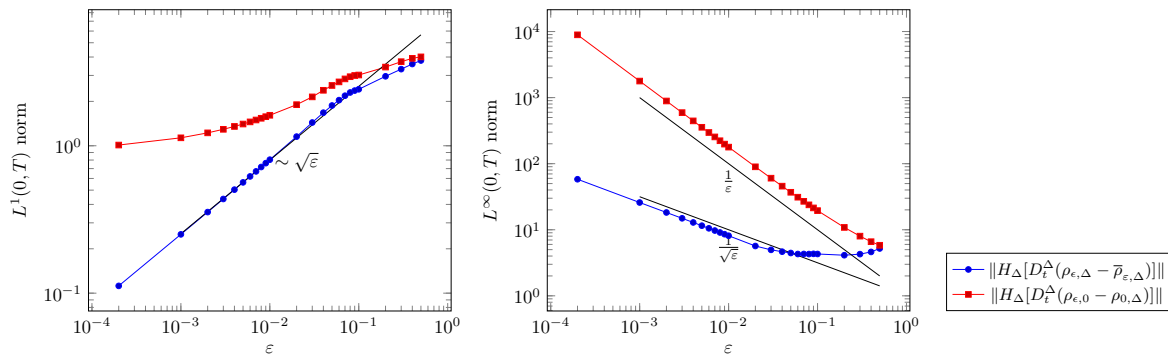 10^1
10^0
10^{-1}
L^1(0, T) norm
∼ √ε
10^{-4} 10^{-3} 10^{-2} 10^{-1} 10^0
ε
10^4
10^3
10^2
10^1
10^0
L^∞(0, T) norm
1/ε
1/√ε
10^{-4} 10^{-3} 10^{-2} 10^{-1} 10^0
ε
∥H_Δ[D_t^Δ(ρ_{ϵ,Δ} − ρ̅_{ε,Δ})]∥
∥H_Δ[D_t^Δ(ρ_{ϵ,0} − ρ_{0,Δ})]∥